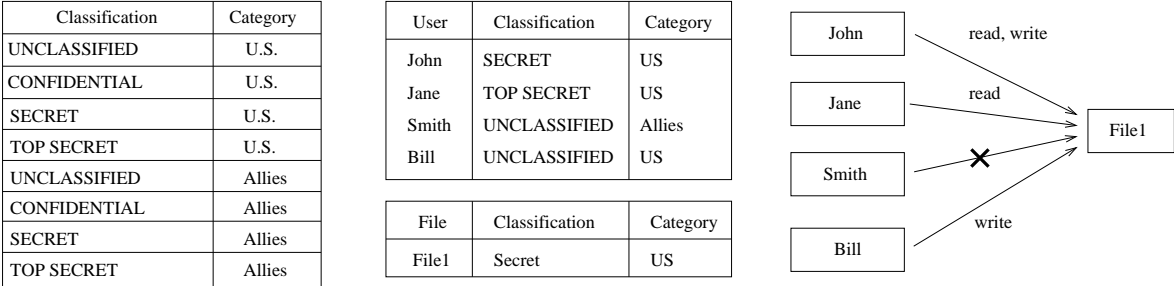 Classification Category
UNCLASSIFIED U.S.
CONFIDENTIAL U.S.
SECRET U.S.
TOP SECRET U.S.
UNCLASSIFIED Allies
CONFIDENTIAL Allies
SECRET Allies
TOP SECRET Allies
User Classification Category
John SECRET US
Jane TOP SECRET US
Smith UNCLASSIFIED Allies
Bill UNCLASSIFIED US
File Classification Category
File1 Secret US
John
read, write
Jane
read
File1
Smith
write
Bill